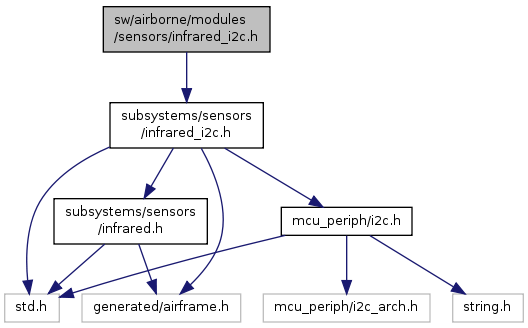 sw/airborne/modules
/sensors/infrared_i2c.h
subsystems/sensors
/infrared_i2c.h
subsystems/sensors
/infrared.h
mcu_periph/i2c.h
std.h
generated/airframe.h
mcu_periph/i2c_arch.h
string.h